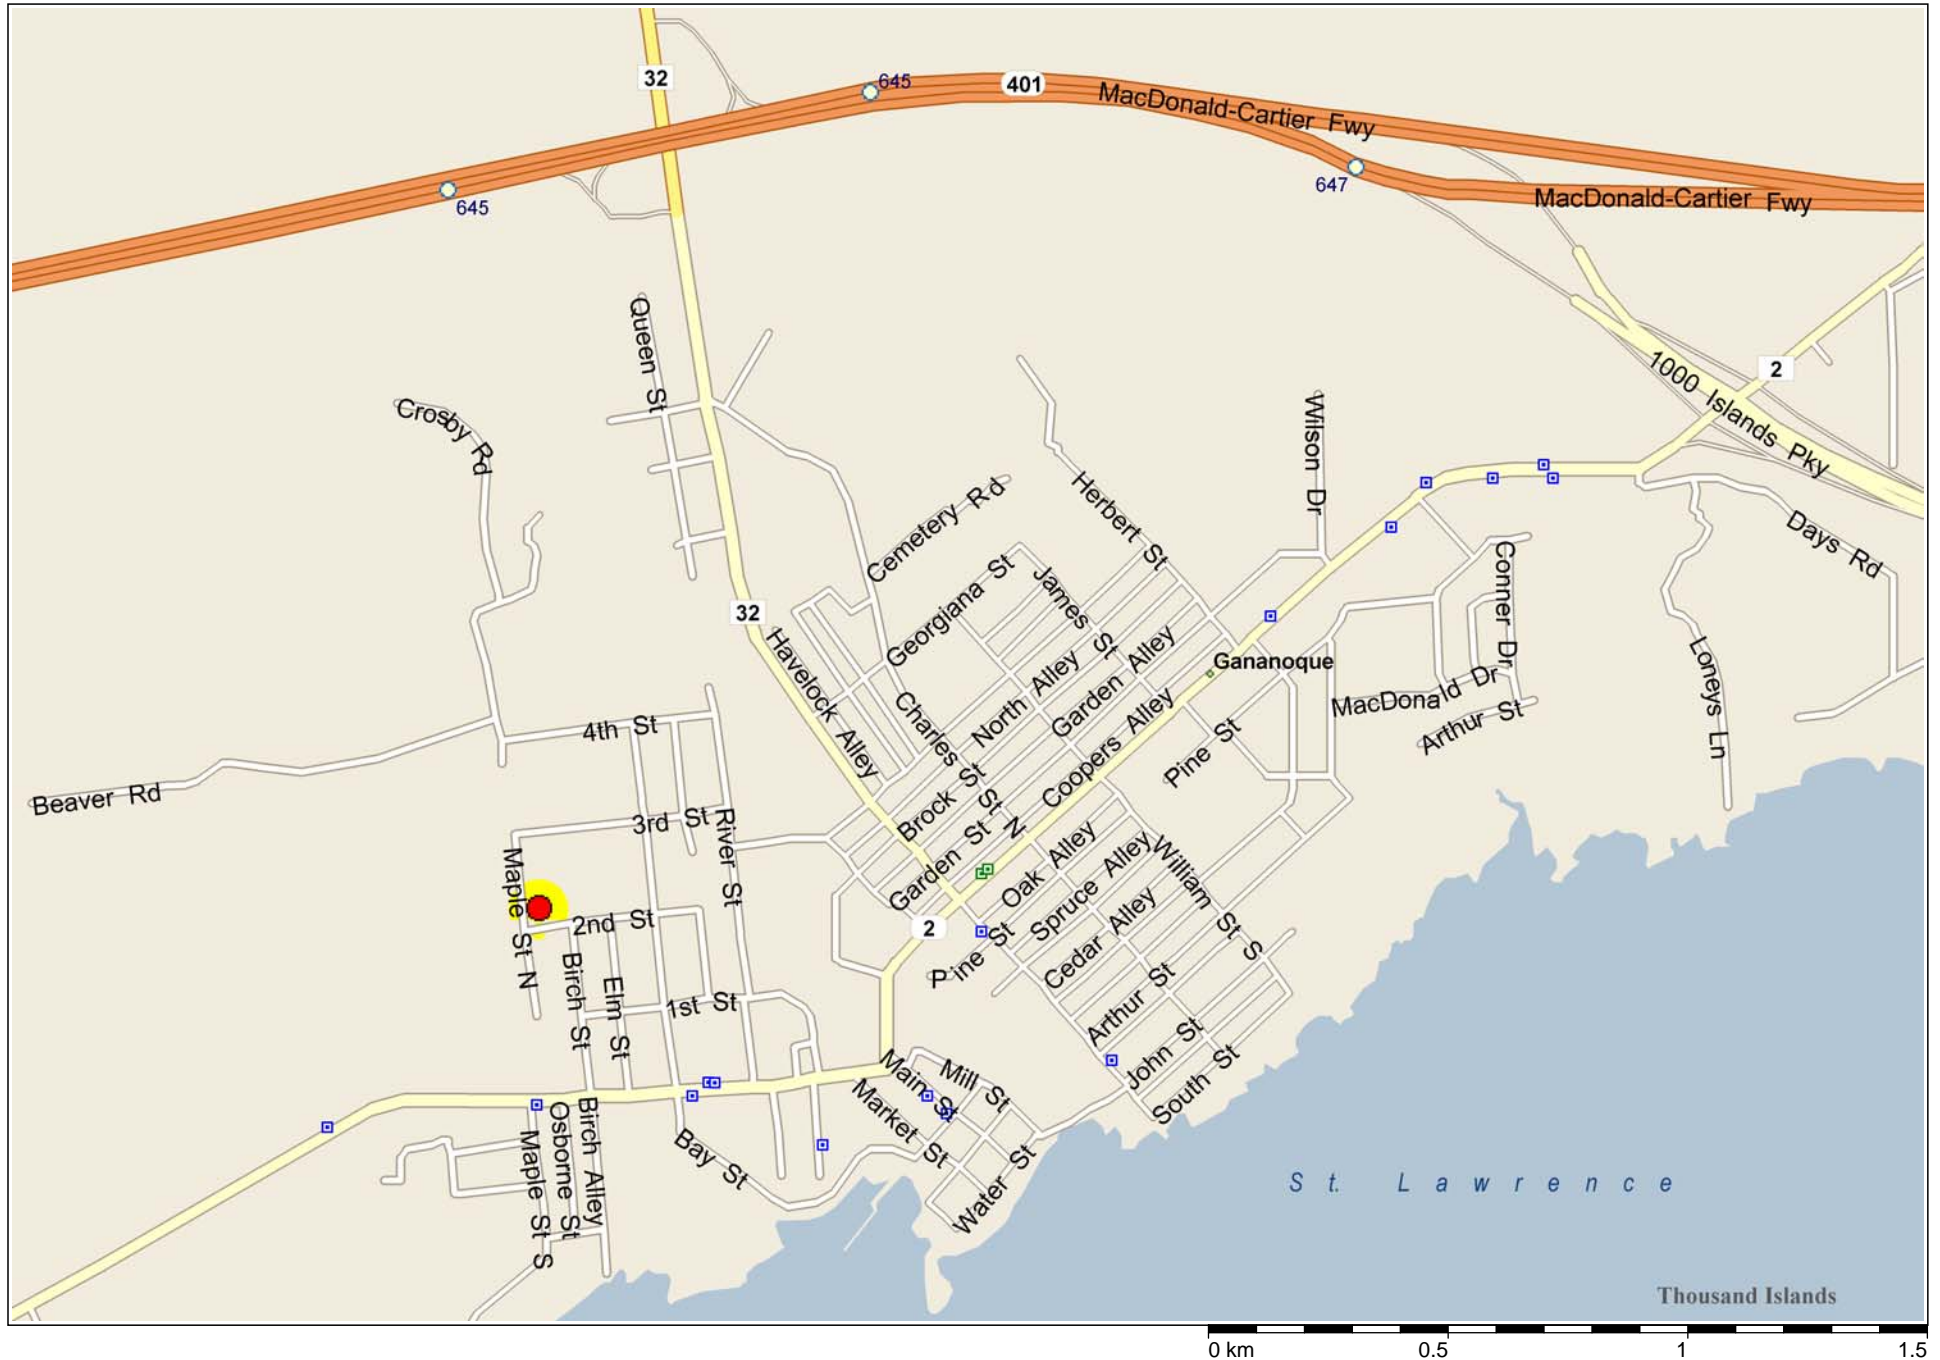 32
645
401
MacDonald-Cartier Fwy
645
647
MacDonald-Cartier Fwy
Queen St
1000 Islands Pky
2
Crosby Rd
Wilson Dr
Cemetery Rd
Herbert St
Days Rd
Georgiana St
James St
Conner Dr
32
Havelock Alley
Gananoque
North Alley
Garden Alley
Coopers Alley
Charles St
St N
MacDonald Dr
Arthur St
Loneys Ln
4th St
Pine St
Beaver Rd
3rd St
River St
Brock St
Garden St
Oak Alley
Spruce Alley
William St S
Maple St N
2nd St
2
Pine St
Cedar Alley
Birch St
Elm St
1st St
Arthur St
John St
South St
Main St
Mill St
Market St
Water St
Osborne St
Birch Alley
Maple St S
Bay St
St. Lawrence
Thousand Islands
0 km 0.5 1 1.5